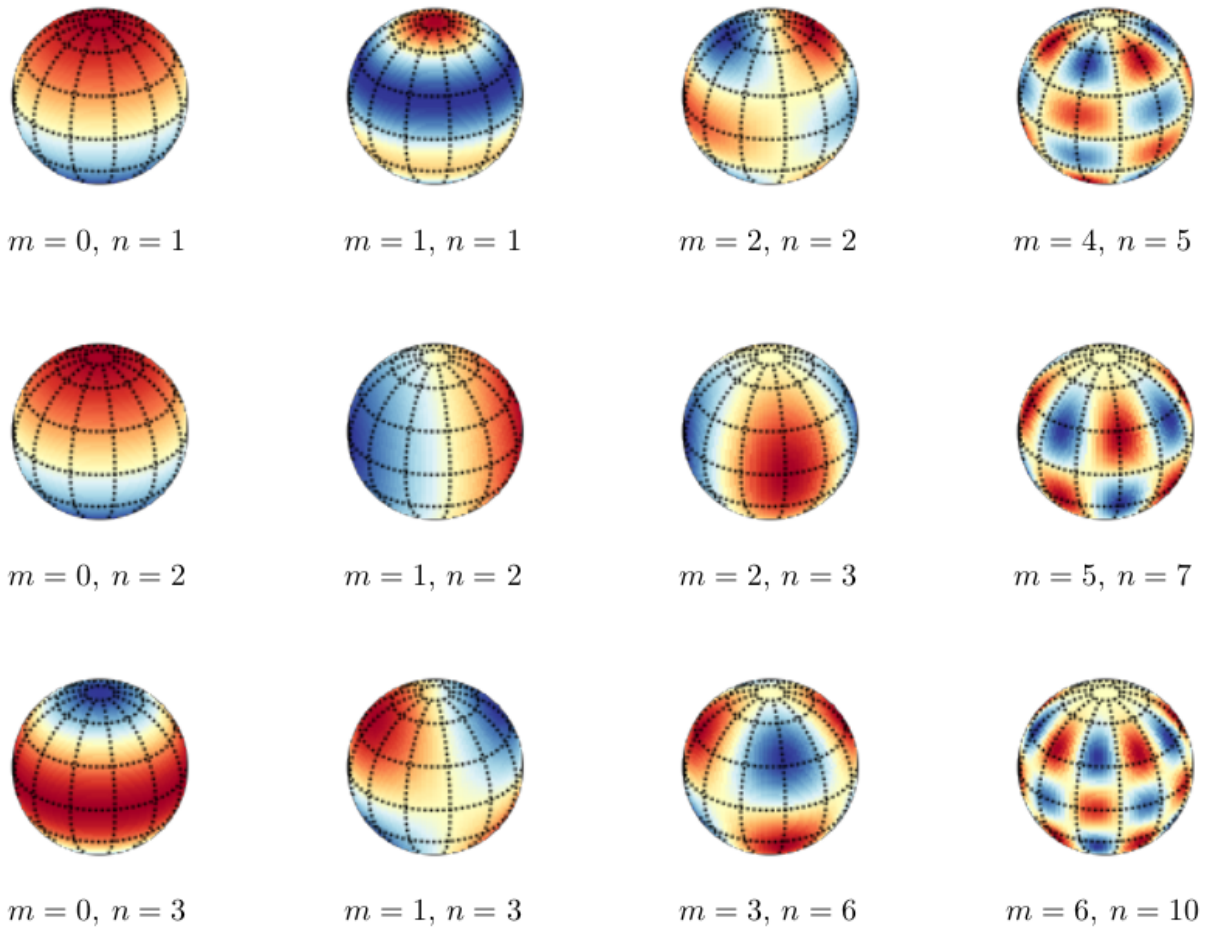 m = 0, n = 1
m = 1, n = 1
m = 2, n = 2
m = 4, n = 5
m = 0, n = 2
m = 1, n = 2
m = 2, n = 3
m = 5, n = 7
m = 0, n = 3
m = 1, n = 3
m = 3, n = 6
m = 6, n = 10